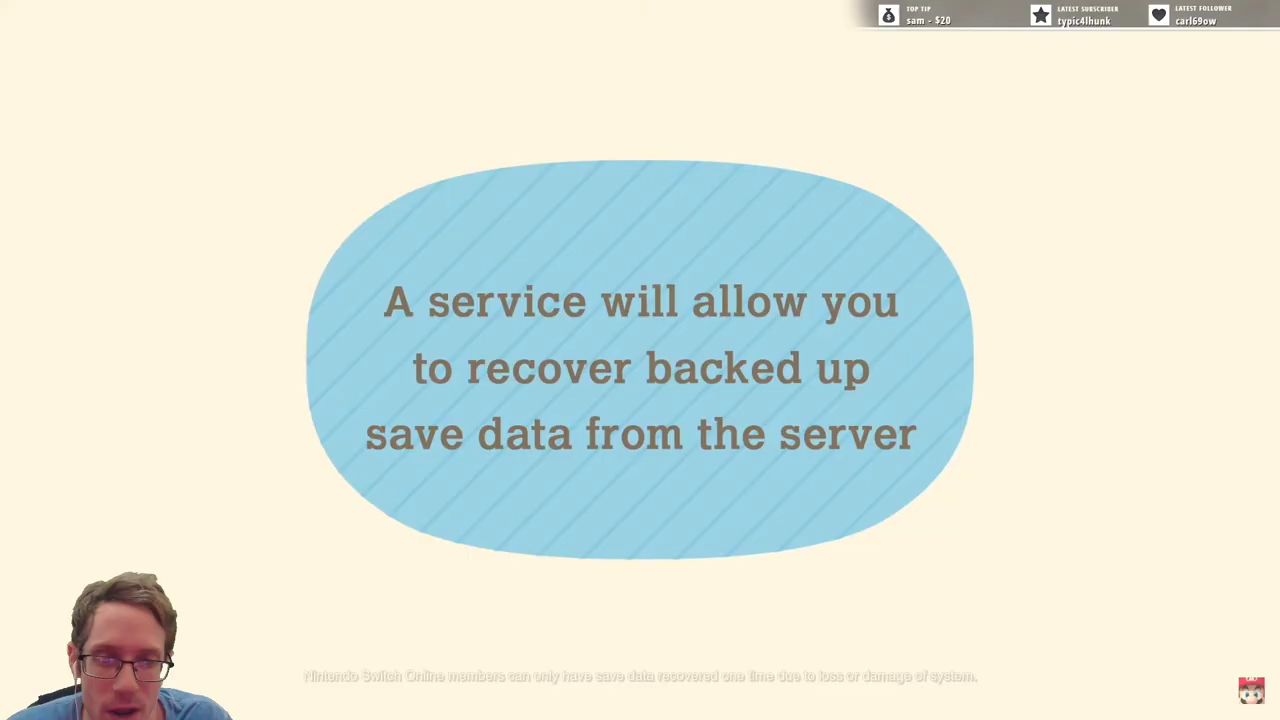 TOP TIP
sam - $20
LATEST SUBSCRIBER
typic4lhunk
LATEST FOLLOWER
carl69ow
A service will allow you
to recover backed up
save data from the server
Nintendo Switch Online members can only have save data recovered one time due to loss or damage of system.